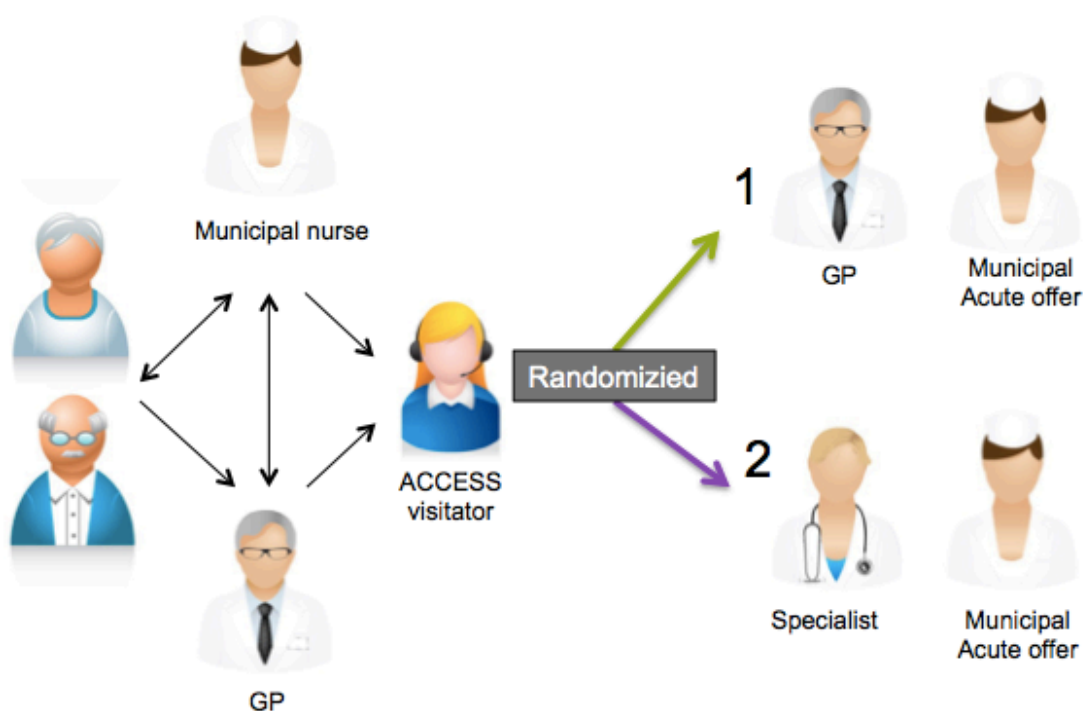 Municipal nurse
ACCESS
visitator
GP
Randomizied
1
GP
Municipal
Acute offer
2
Specialist
Municipal
Acute offer